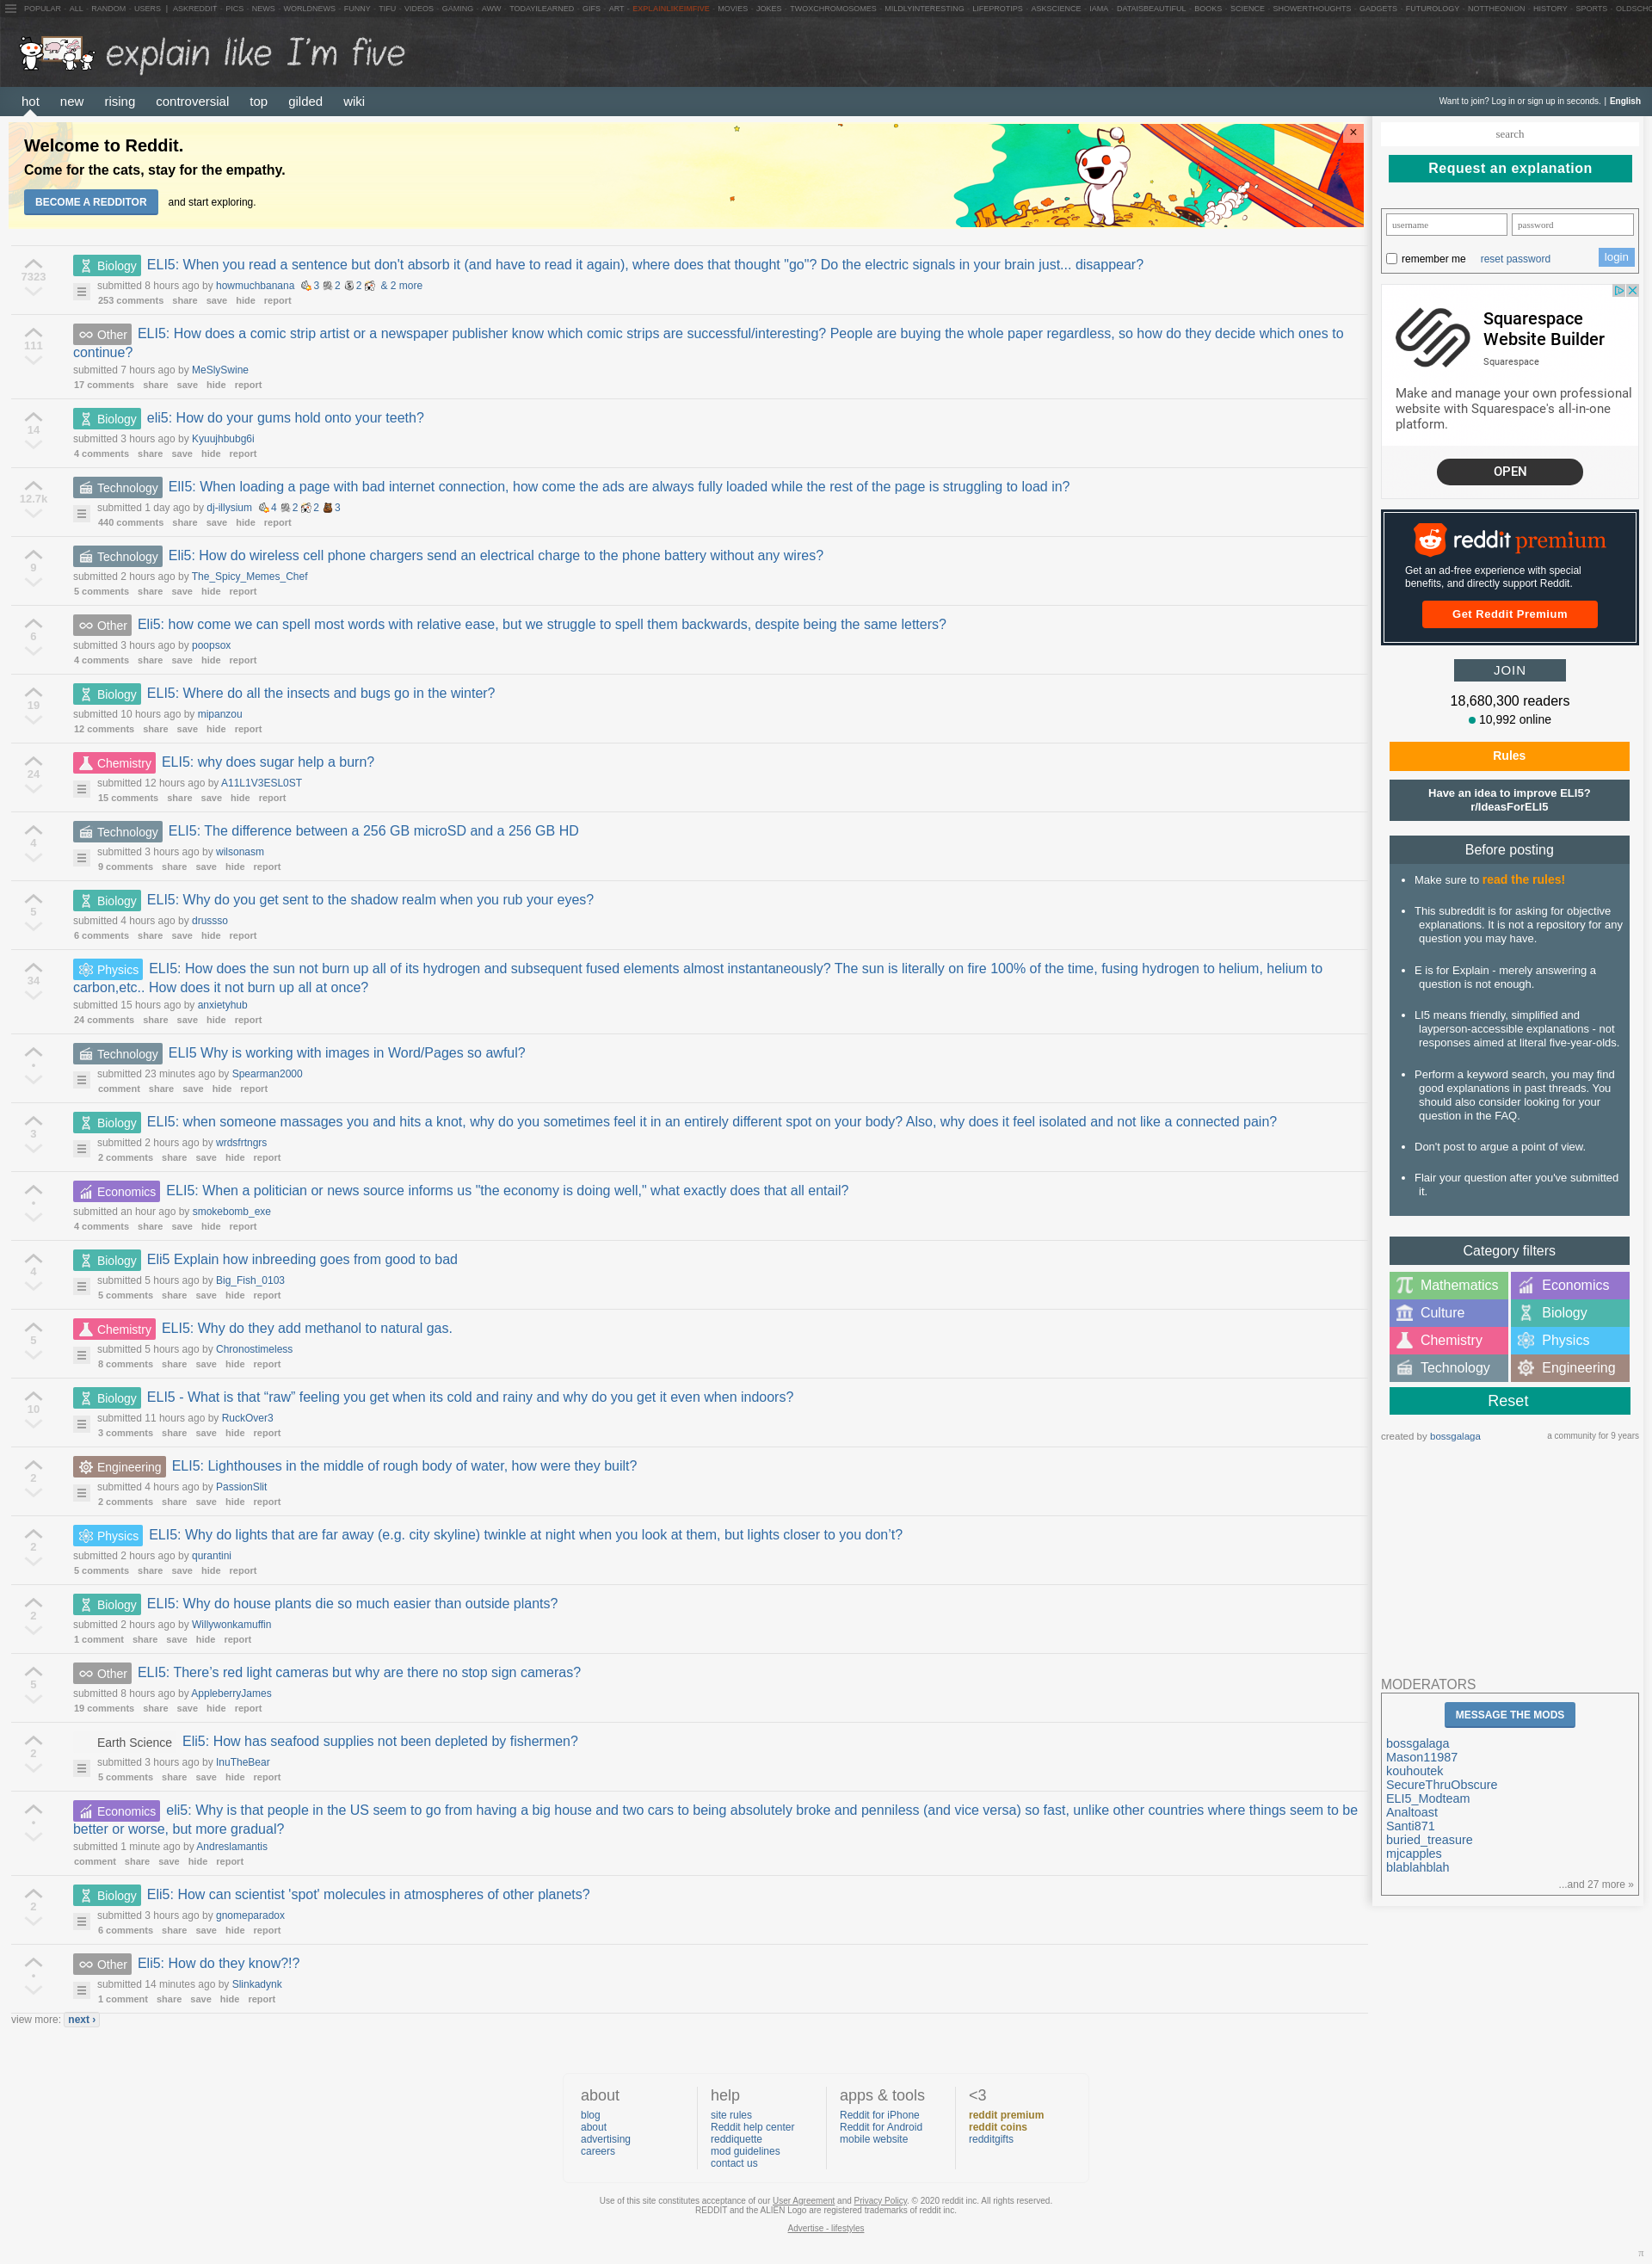 POPULAR - ALL - RANDOM - USERS | ASKREDDIT - PICS - NEWS - WORLDNEWS - FUNNY - TIFU - VIDEOS - GAMING - AWW - TODAYILEARNED - GIFS - ART - EXPLAINLIKEIMFIVE - MOVIES - JOKES - TWOXCHROMOSOMES - MILDLYINTERESTING - LIFEPROTIPS - ASKSCIENCE - IAMA - DATAISBEAUTIFUL - BOOKS - SCIENCE - SHOWERTHOUGHTS - GADGETS - FUTUROLOGY - NOTTHEONION - HISTORY - SPORTS - OLDSCHO
explain like I'm five
hot new rising controversial top gilded wiki
Want to join? Log in or sign up in seconds. | English
Welcome to Reddit.
Come for the cats, stay for the empathy.
BECOME A REDDITOR and start exploring.
×
7323
Biology ELI5: When you read a sentence but don't absorb it (and have to read it again), where does that thought "go"? Do the electric signals in your brain just... disappear?
submitted 8 hours ago by howmuchbanana 3 2 2 & 2 more
253 comments share save hide report
111
Other ELI5: How does a comic strip artist or a newspaper publisher know which comic strips are successful/interesting? People are buying the whole paper regardless, so how do they decide which ones to
continue?
submitted 7 hours ago by MeSlySwine
17 comments share save hide report
14
Biology eli5: How do your gums hold onto your teeth?
submitted 3 hours ago by Kyuujhbubg6i
4 comments share save hide report
12.7k
Technology ElI5: When loading a page with bad internet connection, how come the ads are always fully loaded while the rest of the page is struggling to load in?
submitted 1 day ago by dj-illysium 4 2 2 3
440 comments share save hide report
9
Technology Eli5: How do wireless cell phone chargers send an electrical charge to the phone battery without any wires?
submitted 2 hours ago by The_Spicy_Memes_Chef
5 comments share save hide report
6
Other Eli5: how come we can spell most words with relative ease, but we struggle to spell them backwards, despite being the same letters?
submitted 3 hours ago by poopsox
4 comments share save hide report
19
Biology ELI5: Where do all the insects and bugs go in the winter?
submitted 10 hours ago by mipanzou
12 comments share save hide report
24
Chemistry ELI5: why does sugar help a burn?
submitted 12 hours ago by A11L1V3ESL0ST
15 comments share save hide report
4
Technology ELI5: The difference between a 256 GB microSD and a 256 GB HD
submitted 3 hours ago by wilsonasm
9 comments share save hide report
5
Biology ELI5: Why do you get sent to the shadow realm when you rub your eyes?
submitted 4 hours ago by drussso
6 comments share save hide report
34
Physics ELI5: How does the sun not burn up all of its hydrogen and subsequent fused elements almost instantaneously? The sun is literally on fire 100% of the time, fusing hydrogen to helium, helium to
carbon,etc.. How does it not burn up all at once?
submitted 15 hours ago by anxietyhub
24 comments share save hide report
•
Technology ELI5 Why is working with images in Word/Pages so awful?
submitted 23 minutes ago by Spearman2000
comment share save hide report
3
Biology ELI5: when someone massages you and hits a knot, why do you sometimes feel it in an entirely different spot on your body? Also, why does it feel isolated and not like a connected pain?
submitted 2 hours ago by wrdsfrtngrs
2 comments share save hide report
•
Economics ELI5: When a politician or news source informs us "the economy is doing well," what exactly does that all entail?
submitted an hour ago by smokebomb_exe
4 comments share save hide report
4
Biology Eli5 Explain how inbreeding goes from good to bad
submitted 5 hours ago by Big_Fish_0103
5 comments share save hide report
5
Chemistry ELI5: Why do they add methanol to natural gas.
submitted 5 hours ago by Chronostimeless
8 comments share save hide report
10
Biology ELI5 - What is that “raw” feeling you get when its cold and rainy and why do you get it even when indoors?
submitted 11 hours ago by RuckOver3
3 comments share save hide report
2
Engineering ELI5: Lighthouses in the middle of rough body of water, how were they built?
submitted 4 hours ago by PassionSlit
2 comments share save hide report
2
Physics ELI5: Why do lights that are far away (e.g. city skyline) twinkle at night when you look at them, but lights closer to you don’t?
submitted 2 hours ago by qurantini
5 comments share save hide report
2
Biology ELI5: Why do house plants die so much easier than outside plants?
submitted 2 hours ago by Willywonkamuffin
1 comment share save hide report
5
Other ELI5: There’s red light cameras but why are there no stop sign cameras?
submitted 8 hours ago by AppleberryJames
19 comments share save hide report
2
Earth Science Eli5: How has seafood supplies not been depleted by fishermen?
submitted 3 hours ago by InuTheBear
5 comments share save hide report
•
Economics eli5: Why is that people in the US seem to go from having a big house and two cars to being absolutely broke and penniless (and vice versa) so fast, unlike other countries where things seem to be
better or worse, but more gradual?
submitted 1 minute ago by Andreslamantis
comment share save hide report
2
Biology Eli5: How can scientist 'spot' molecules in atmospheres of other planets?
submitted 3 hours ago by gnomeparadox
6 comments share save hide report
•
Other Eli5: How do they know?!?
submitted 14 minutes ago by Slinkadynk
1 comment share save hide report
view more: next ›
search
Request an explanation
username password
remember me reset password login
Squarespace
Website Builder
Squarespace
Make and manage your own professional
website with Squarespace's all-in-one
platform.
OPEN
reddit premium
Get an ad-free experience with special
benefits, and directly support Reddit.
Get Reddit Premium
JOIN
18,680,300 readers
10,992 online
Rules
Have an idea to improve ELI5?
r/IdeasForELI5
Before posting
• Make sure to read the rules!
• This subreddit is for asking for objective
explanations. It is not a repository for any
question you may have.
• E is for Explain - merely answering a
question is not enough.
• LI5 means friendly, simplified and
layperson-accessible explanations - not
responses aimed at literal five-year-olds.
• Perform a keyword search, you may find
good explanations in past threads. You
should also consider looking for your
question in the FAQ.
• Don't post to argue a point of view.
• Flair your question after you've submitted
it.
Category filters
Mathematics Economics
Culture Biology
Chemistry Physics
Technology Engineering
Reset
created by bossgalaga a community for 9 years
MODERATORS
MESSAGE THE MODS
bossgalaga
Mason11987
kouhoutek
SecureThruObscure
ELI5_Modteam
Analtoast
Santi871
buried_treasure
mjcapples
blablahblah
...and 27 more »
about
blog
about
advertising
careers
help
site rules
Reddit help center
reddiquette
mod guidelines
contact us
apps & tools
Reddit for iPhone
Reddit for Android
mobile website
<3
reddit premium
reddit coins
redditgifts
Use of this site constitutes acceptance of our User Agreement and Privacy Policy. © 2020 reddit inc. All rights reserved.
REDDIT and the ALIEN Logo are registered trademarks of reddit inc.
Advertise - lifestyles
π